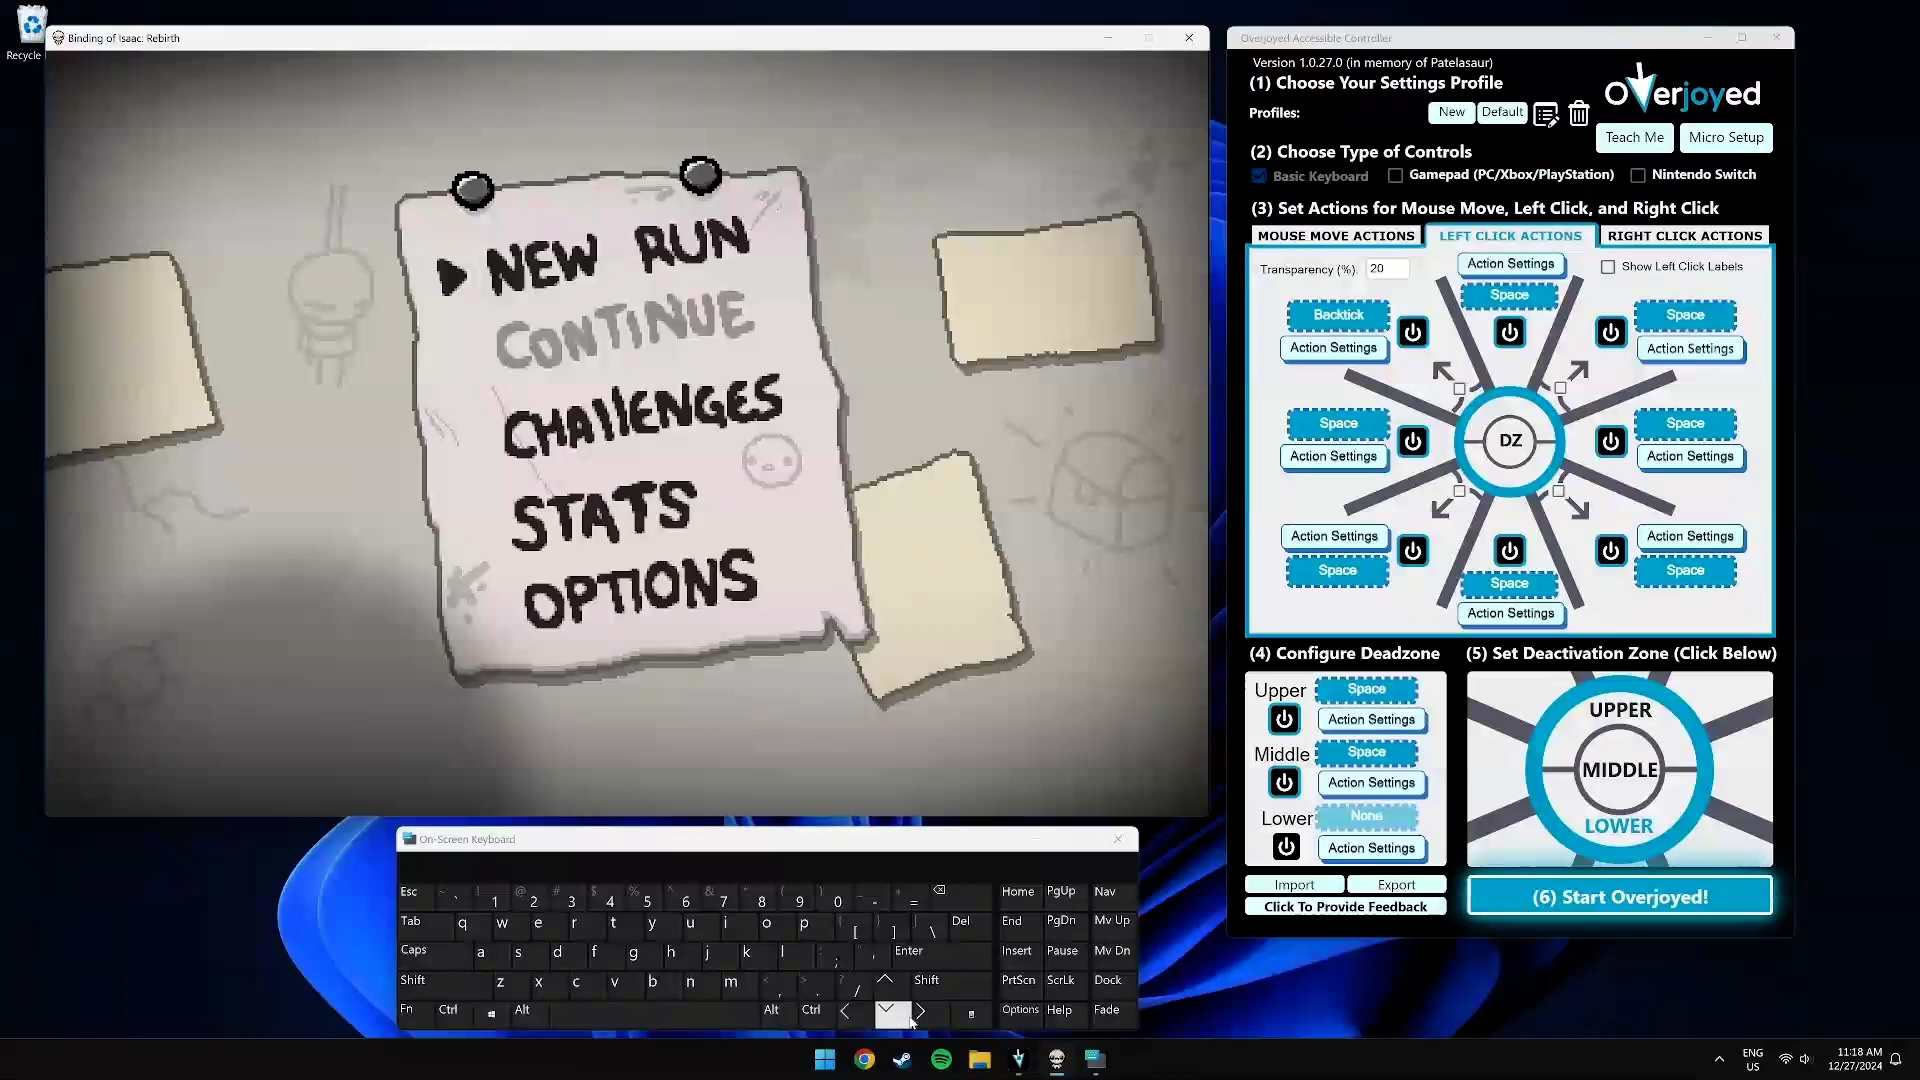 Recycle
Binding of Isaac: Rebirth
NEW RUN
CONTINUE
CHALLENGES
STATS
OPTIONS
Overjoyed Accessible Controller
Version 1.0.27.0 (in memory of Patelasaur)
(1) Choose Your Settings Profile
Profiles:
New
Default
Overjoyed
Teach Me
Micro Setup
(2) Choose Type of Controls
Basic Keyboard
Gamepad (PC/Xbox/PlayStation)
Nintendo Switch
(3) Set Actions for Mouse Move, Left Click, and Right Click
MOUSE MOVE ACTIONS
LEFT CLICK ACTIONS
RIGHT CLICK ACTIONS
Transparency (%).
20
Action Settings
Show Left Click Labels
Space
Backtick
Action Settings
Space
Action Settings
Space
Action Settings
DZ
Space
Action Settings
Action Settings
Space
Space
Action Settings
Action Settings
Space
(4) Configure Deadzone
Upper
Space
Action Settings
Middle
Space
Action Settings
Lower
None
Action Settings
Import
Export
Click To Provide Feedback
(5) Set Deactivation Zone (Click Below)
UPPER
MIDDLE
LOWER
(6) Start Overjoyed!
On-Screen Keyboard
Esc ~ ` ! 1 @ 2 # 3 $ 4 % 5 ^ 6 & 7 * 8 ( 9 ) 0 _ - + = Home PgUp Nav
Tab q w e r t y u i o p { [ } ] | \ Del End PgDn Mv Up
Caps a s d f g h j k l : ; " ' Enter Insert Pause Mv Dn
Shift z x c v b n m < , > . ? / Shift PrtScn ScrLk Dock
Fn Ctrl Alt Alt Ctrl Options Help Fade
ENG
US
11:18 AM
12/27/2024